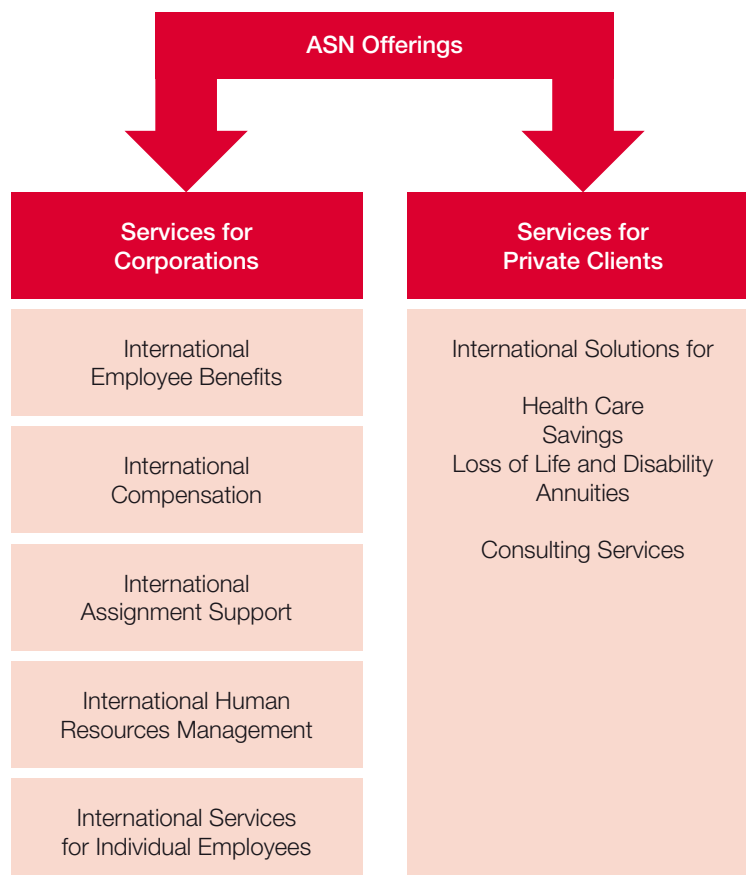 ASN Offerings
Services for
Corporations
International
Employee Benefits
International
Compensation
International
Assignment Support
International Human
Resources Management
International Services
for Individual Employees
Services for
Private Clients
International Solutions for
Health Care
Savings
Loss of Life and Disability
Annuities
Consulting Services